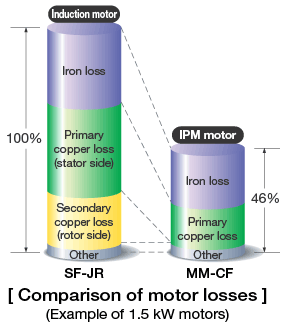 Induction motor
Iron loss
100%
Primary
copper loss
(stator side)
Secondary
copper loss
(rotor side)
Other
SF-JR
IPM motor
Iron loss
46%
Primary
copper loss
Other
MM-CF
[ Comparison of motor losses ]
(Example of 1.5 kW motors)